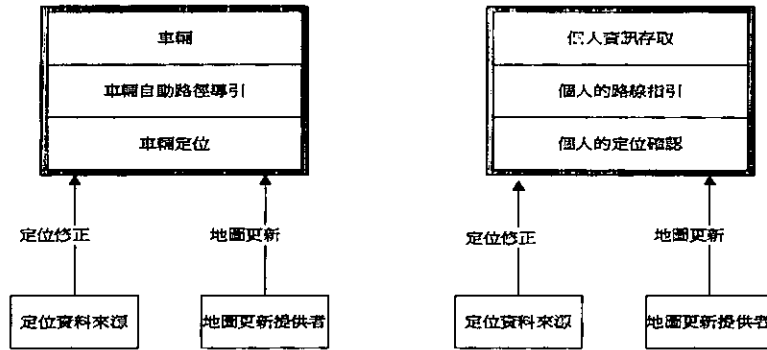 車輛
車輛自動路徑導引
車輛定位
定位修正
地圖更新
定位資料來源
地圖更新提供者
個人資訊存取
個人的路線指引
個人的定位確認
定位修正
地圖更新
定位資料來源
地圖更新提供者